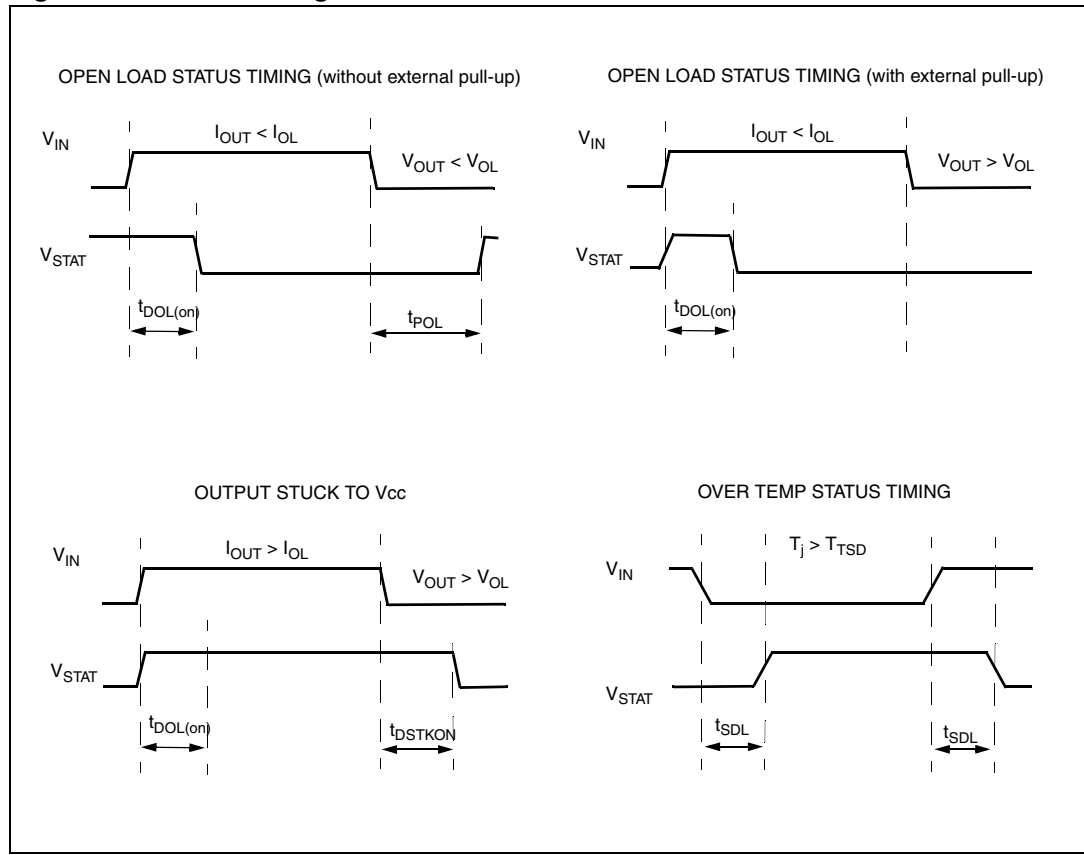 OPEN LOAD STATUS TIMING (without external pull-up)
V_IN
I_OUT < I_OL
V_OUT < V_OL
V_STAT
t_DOL(on)
t_POL
OPEN LOAD STATUS TIMING (with external pull-up)
V_IN
I_OUT < I_OL
V_OUT > V_OL
V_STAT
t_DOL(on)
OUTPUT STUCK TO Vcc
V_IN
I_OUT > I_OL
V_OUT > V_OL
V_STAT
t_DOL(on)
t_DSTKON
OVER TEMP STATUS TIMING
V_IN
T_j > T_TSD
V_STAT
t_SDL
t_SDL